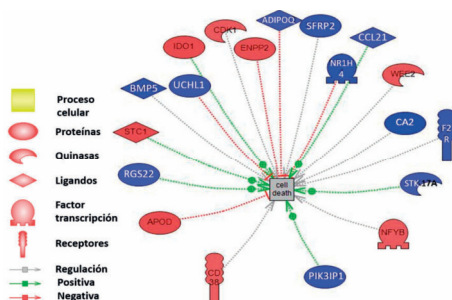 ADIPOQ
SFRP2
CDK1
IDO1
ENPP2
CCL21
NR1H
4
WEE2
BMP5
UCHL1
CA2
F2
R
STC1
RGS22
cell
death
STK17A
APOD
NFYB
CD
38
PIK3IP1
Proceso
celular
Proteínas
Quinasas
Ligandos
Factor
transcripción
Receptores
Regulación
Positiva
Negativa